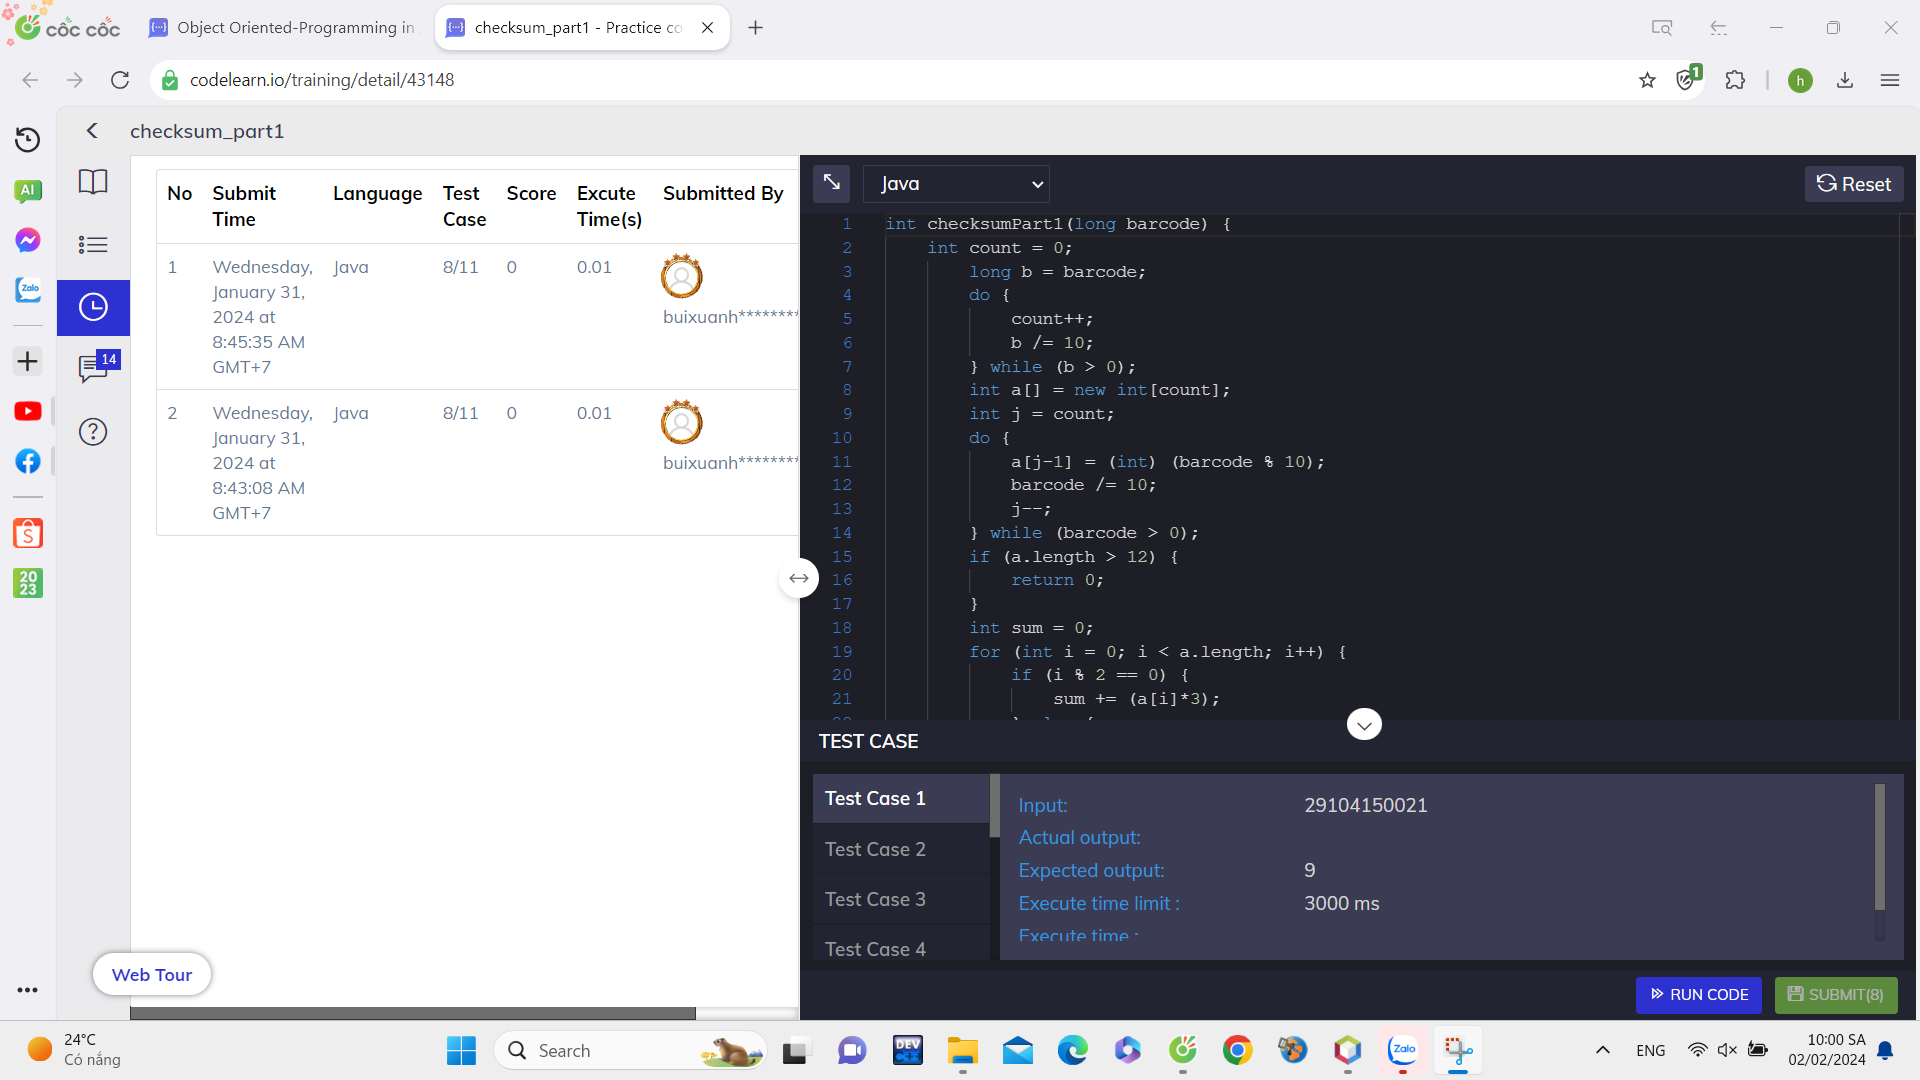 cốc cốc
Object Oriented-Programming in
checksum_part1 - Practice co
codelearn.io/training/detail/43148
1
h
checksum_part1
AI
Zalo
14
20
23
No Submit Time Language Test Case Score Excute Time(s) Submitted By
1 Wednesday, January 31, 2024 at 8:45:35 AM GMT+7 Java 8/11 0 0.01 buixuanh********
2 Wednesday, January 31, 2024 at 8:43:08 AM GMT+7 Java 8/11 0 0.01 buixuanh********
Web Tour
Java
Reset
1 int checksumPart1(long barcode) {
2 int count = 0;
3 long b = barcode;
4 do {
5 count++;
6 b /= 10;
7 } while (b > 0);
8 int a[] = new int[count];
9 int j = count;
10 do {
11 a[j-1] = (int) (barcode % 10);
12 barcode /= 10;
13 j--;
14 } while (barcode > 0);
15 if (a.length > 12) {
16 return 0;
17 }
18 int sum = 0;
19 for (int i = 0; i < a.length; i++) {
20 if (i % 2 == 0) {
21 sum += (a[i]*3);
TEST CASE
Test Case 1
Test Case 2
Test Case 3
Test Case 4
Input: 29104150021
Actual output:
Expected output: 9
Execute time limit : 3000 ms
Execute time :
RUN CODE
SUBMIT(8)
24°C
Có nắng
Search
DEV
Zalo
ENG
10:00 SA
02/02/2024